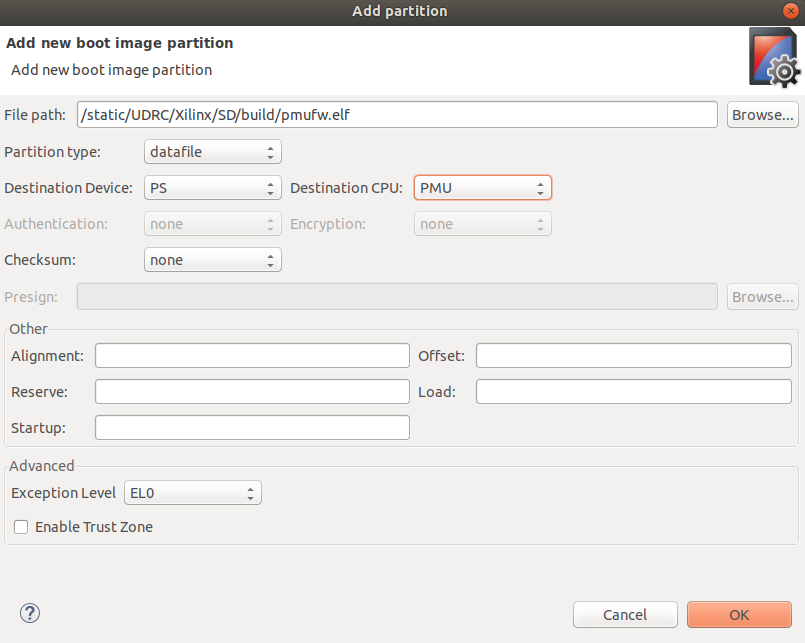 Add partition
Add new boot image partition
Add new boot image partition
File path: /static/UDRC/Xilinx/SD/build/pmufw.elf Browse...
Partition type: datafile
Destination Device: PS Destination CPU: PMU
Authentication: none Encryption: none
Checksum: none
Presign: Browse...
Other
Alignment: Offset:
Reserve: Load:
Startup:
Advanced
Exception Level EL0
Enable Trust Zone
? Cancel OK